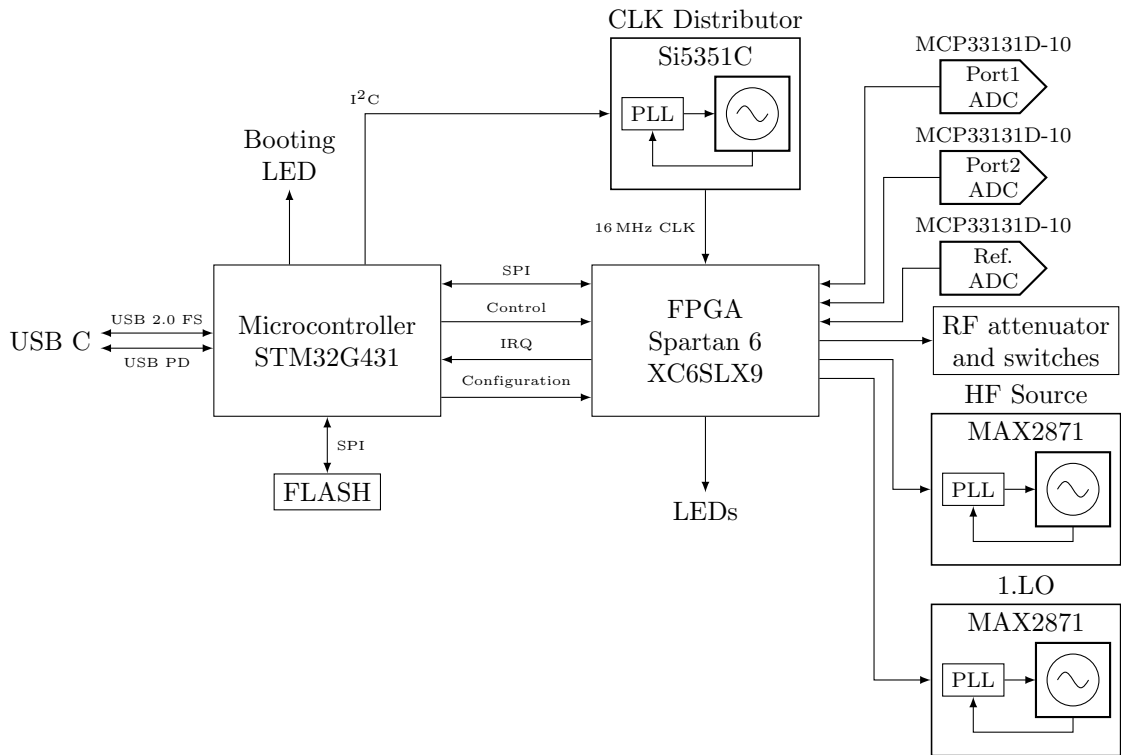 CLK Distributor
Si5351C
PLL
I²C
Booting
LED
16 MHz CLK
MCP33131D-10
Port1
ADC
MCP33131D-10
Port2
ADC
MCP33131D-10
Ref.
ADC
USB C
USB 2.0 FS
USB PD
Microcontroller
STM32G431
SPI
Control
IRQ
Configuration
FPGA
Spartan 6
XC6SLX9
RF attenuator
and switches
SPI
FLASH
LEDs
HF Source
MAX2871
PLL
1.LO
MAX2871
PLL